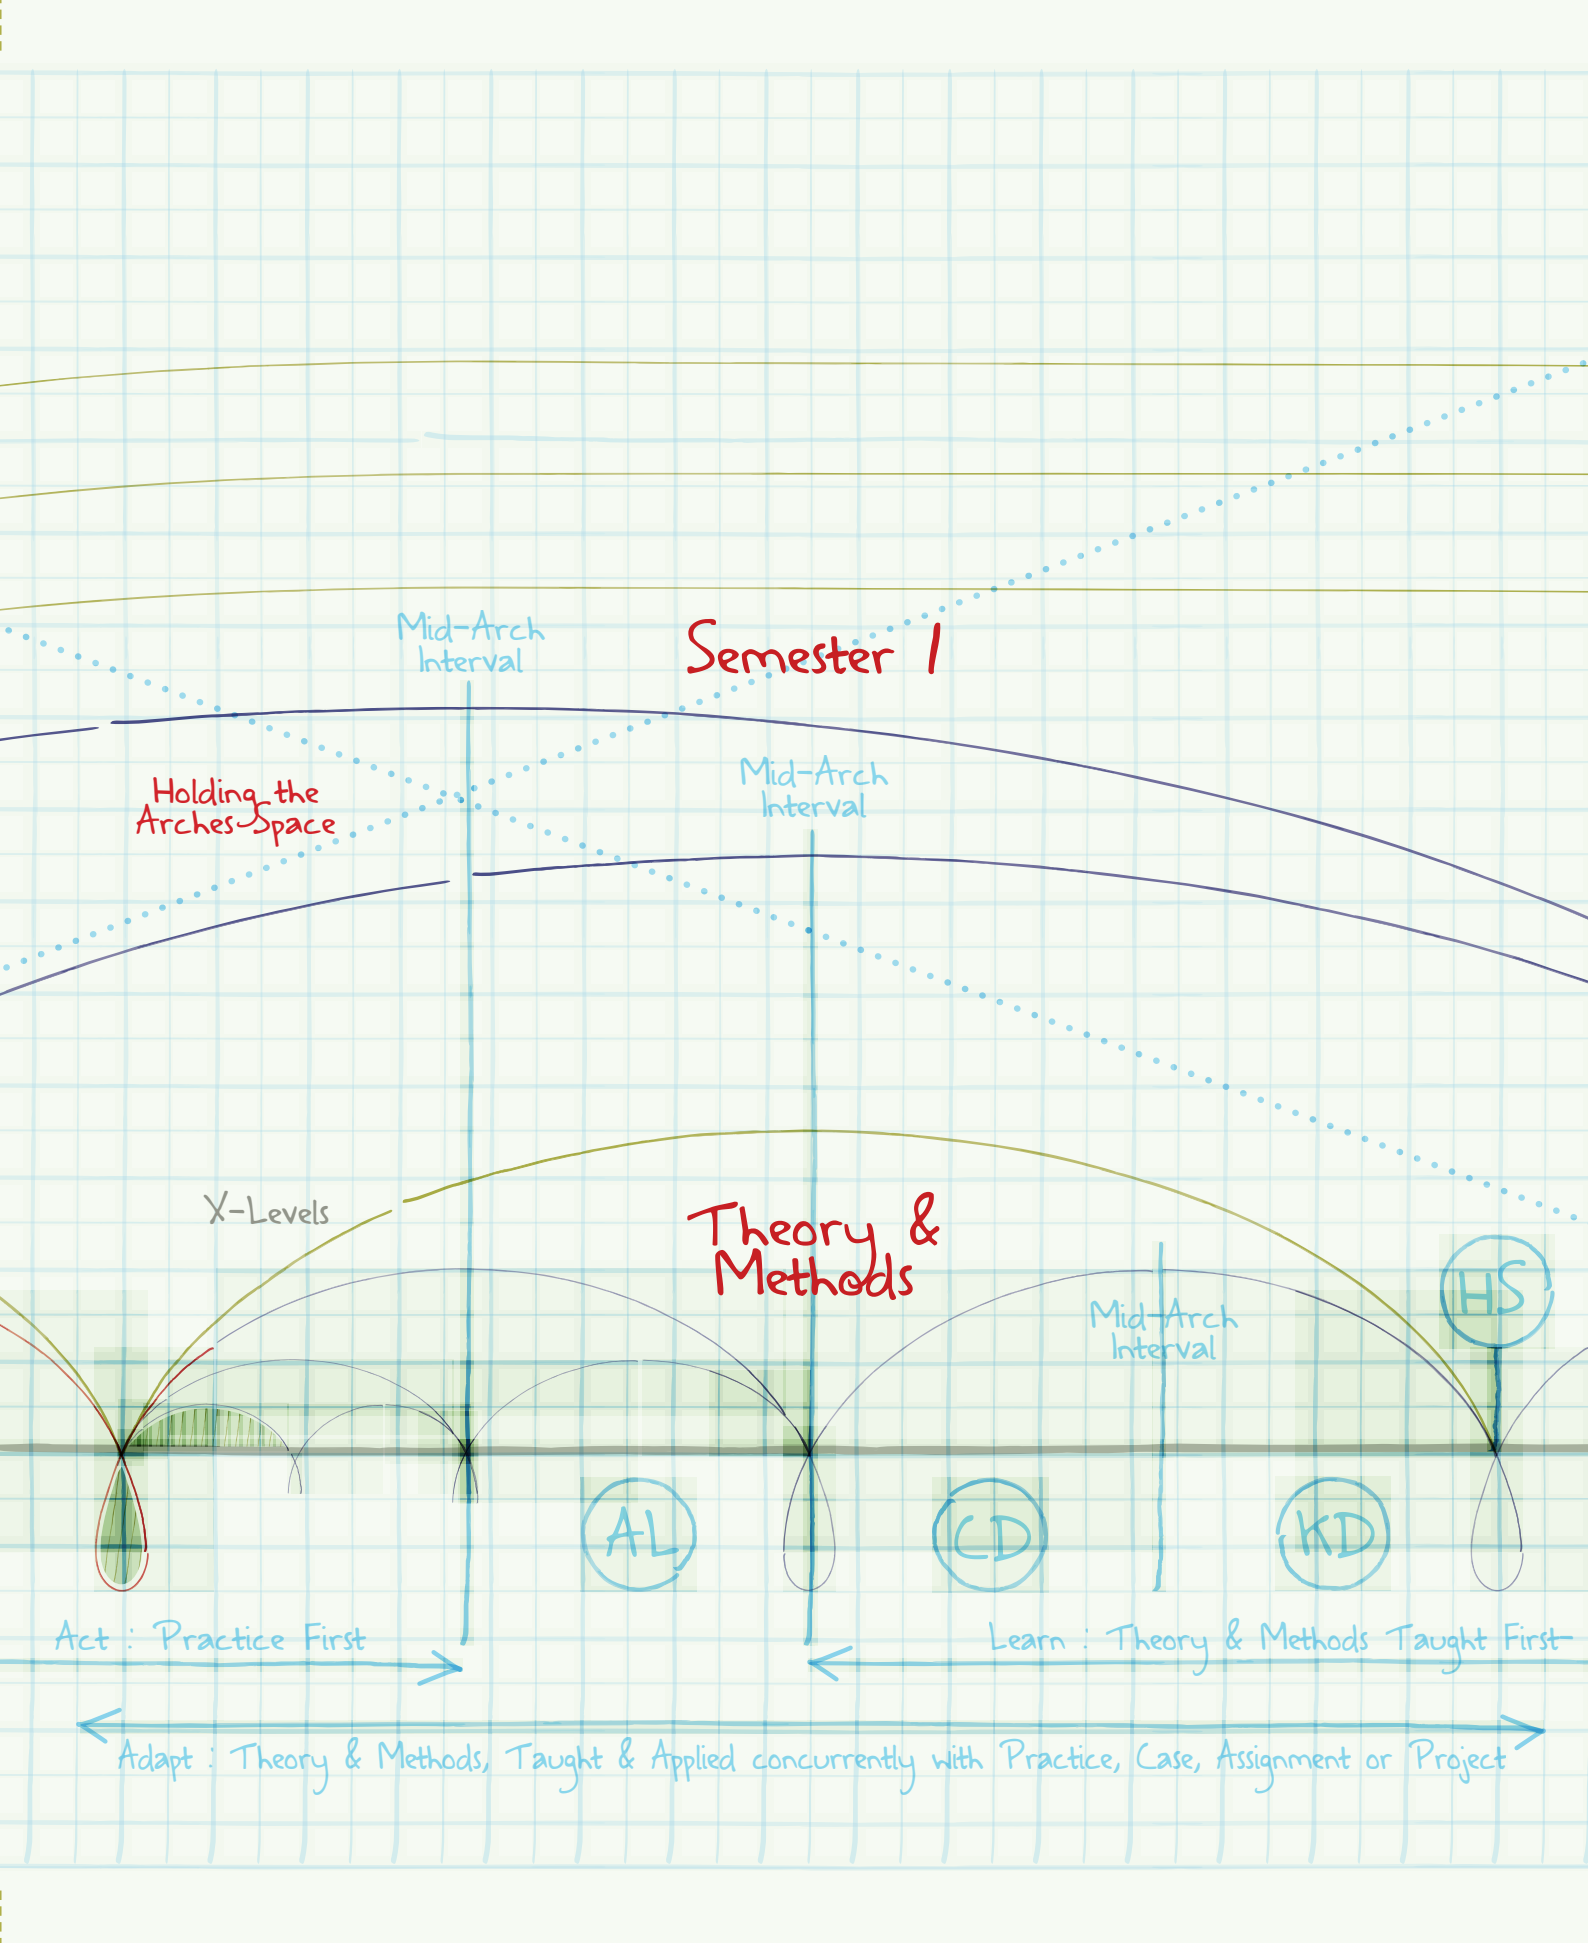 Mid-Arch
Interval
Semester 1
Mid-Arch
Interval
Holding the
Arches Space
X-Levels
Theory &
Methods
HS
Mid-Arch
Interval
AL
CD
KD
Act : Practice First
Learn : Theory & Methods Taught First
Adapt : Theory & Methods, Taught & Applied concurrently with Practice, Case, Assignment or Project